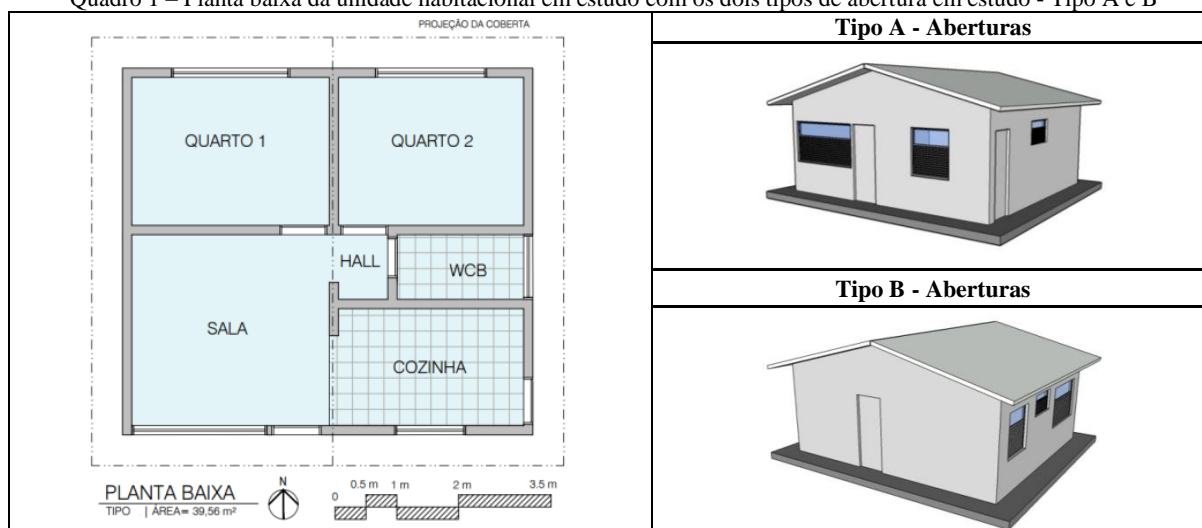 Quadro 1 – Planta baixa da unidade habitacional em estudo com os dois tipos de abertura em estudo - Tipo A e B
PROJEÇÃO DA COBERTA
QUARTO 1
QUARTO 2
HALL
WCB
SALA
COZINHA
PLANTA BAIXA
TIPO | ÁREA= 39,56 m²
N
0
0.5 m
1 m
2 m
3.5 m
Tipo A - Aberturas
Tipo B - Aberturas